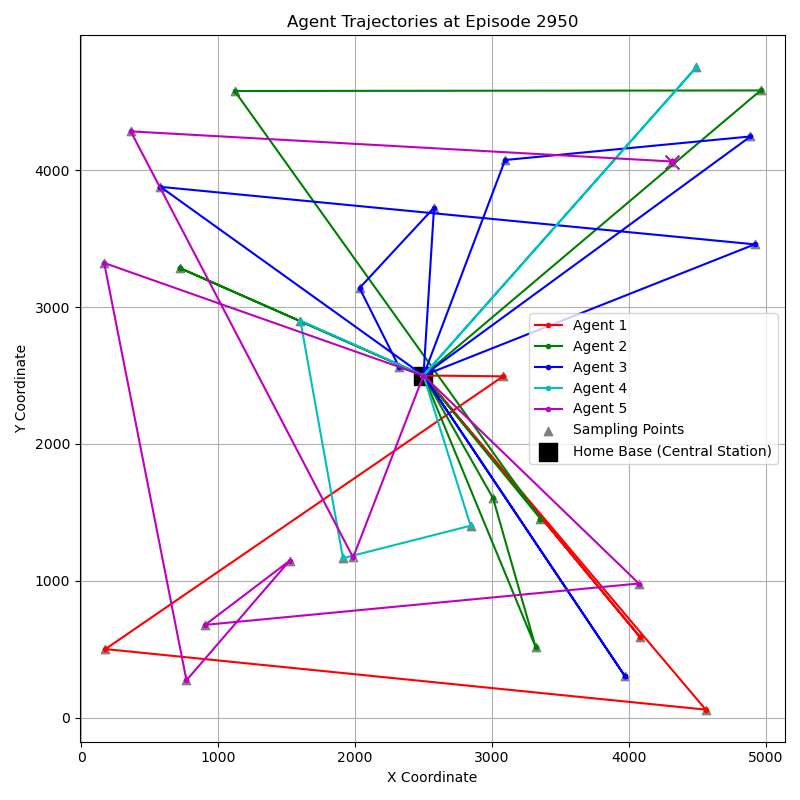 Agent Trajectories at Episode 2950
Y Coordinate
4000
3000
2000
1000
0
0
1000
2000
3000
4000
5000
X Coordinate
Agent 1
Agent 2
Agent 3
Agent 4
Agent 5
Sampling Points
Home Base (Central Station)